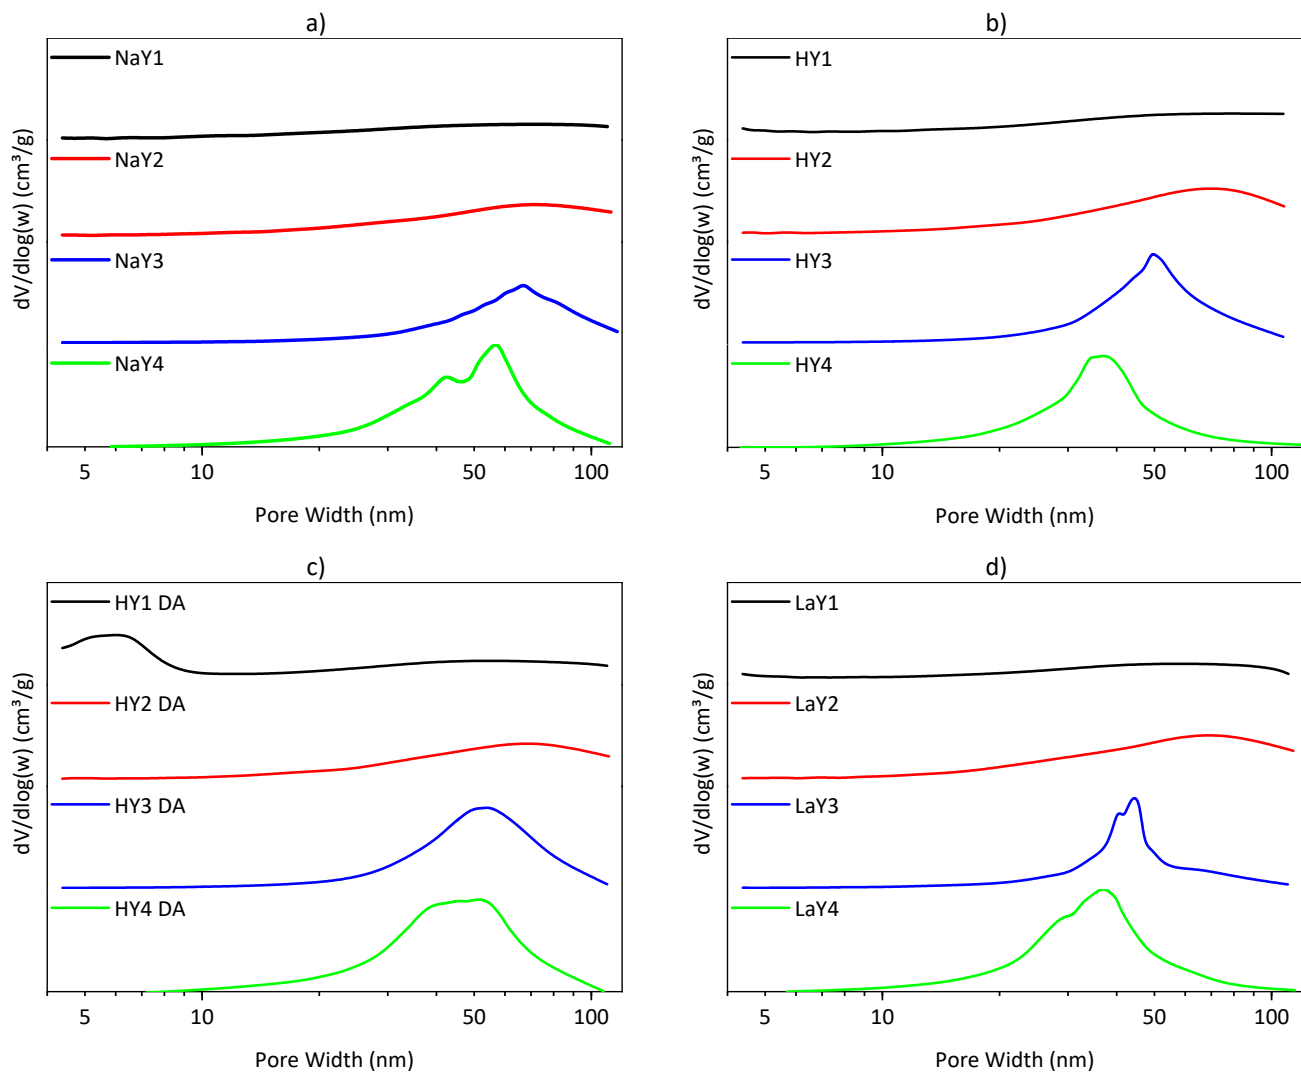 a)
NaY1
NaY2
NaY3
NaY4
dV/dlog(w) (cm³/g)
5 10 50 100
Pore Width (nm)
b)
HY1
HY2
HY3
HY4
dV/dlog(w) (cm³/g)
5 10 50 100
Pore Width (nm)
c)
HY1 DA
HY2 DA
HY3 DA
HY4 DA
dV/dlog(w) (cm³/g)
5 10 50 100
Pore Width (nm)
d)
LaY1
LaY2
LaY3
LaY4
dV/dlog(w) (cm³/g)
5 10 50 100
Pore Width (nm)